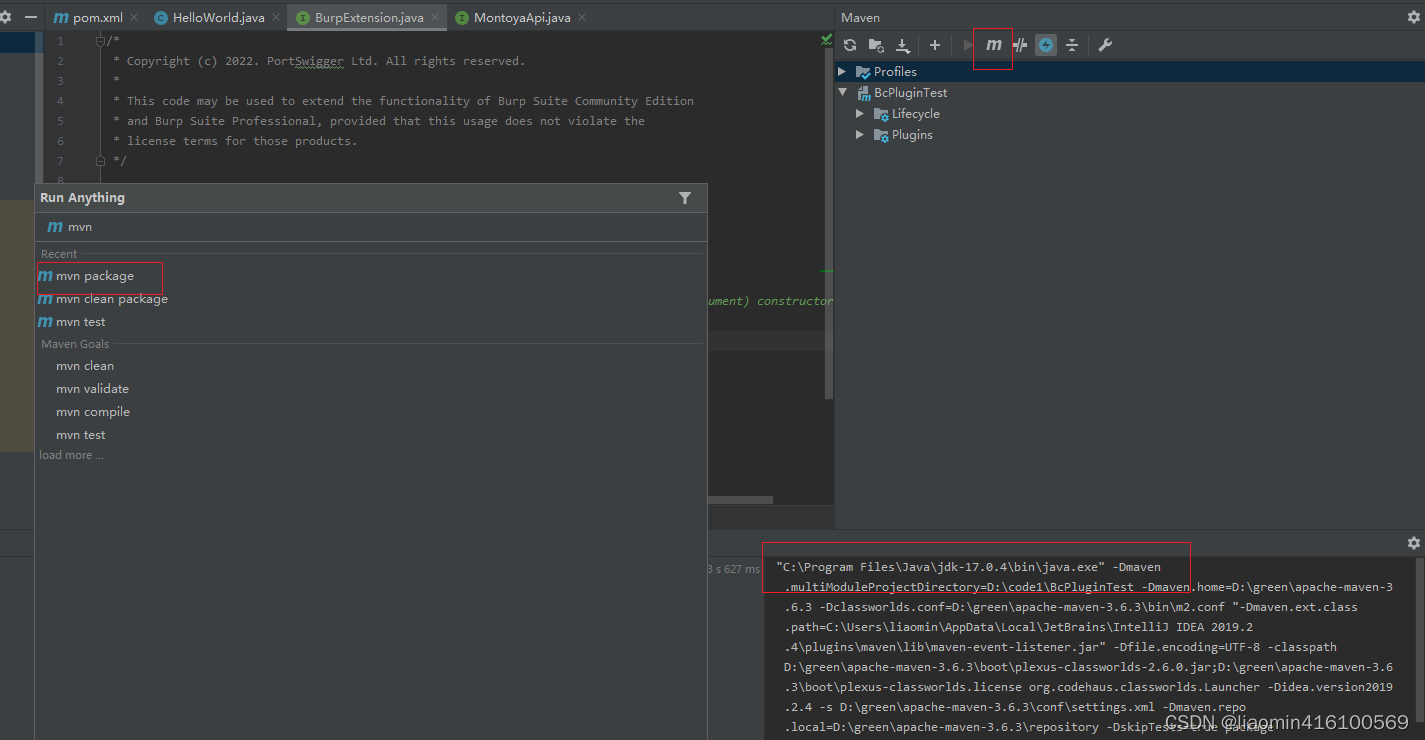 pom.xml
HelloWorld.java
BurpExtension.java
MontoyaApi.java
Maven
1 /*
2 * Copyright (c) 2022. PortSwigger Ltd. All rights reserved.
3 *
4 * This code may be used to extend the functionality of Burp Suite Community Edition
5 * and Burp Suite Professional, provided that this usage does not violate the
6 * license terms for those products.
7 */
8
Profiles
BcPluginTest
Lifecycle
Plugins
Run Anything
mvn
Recent
mvn package
mvn clean package
mvn test
Maven Goals
mvn clean
mvn validate
mvn compile
mvn test
load more ...
ument) constructor
3 s 627 ms
"C:\Program Files\Java\jdk-17.0.4\bin\java.exe" -Dmaven
.multiModuleProjectDirectory=D:\code1\BcPluginTest -Dmaven.home=D:\green\apache-maven-3
.6.3 -Dclassworlds.conf=D:\green\apache-maven-3.6.3\bin\m2.conf "-Dmaven.ext.class
.path=C:\Users\liaomin\AppData\Local\JetBrains\IntelliJ IDEA 2019.2
.4\plugins\maven\lib\maven-event-listener.jar" -Dfile.encoding=UTF-8 -classpath
D:\green\apache-maven-3.6.3\boot\plexus-classworlds-2.6.0.jar;D:\green\apache-maven-3.6
.3\boot\plexus-classworlds.license org.codehaus.classworlds.Launcher -Didea.version2019
.2.4 -s D:\green\apache-maven-3.6.3\conf\settings.xml -Dmaven.repo
.local=D:\green\apache-maven-3.6.3\repository -DskipTests=true package
CSDN @liaomin416100569